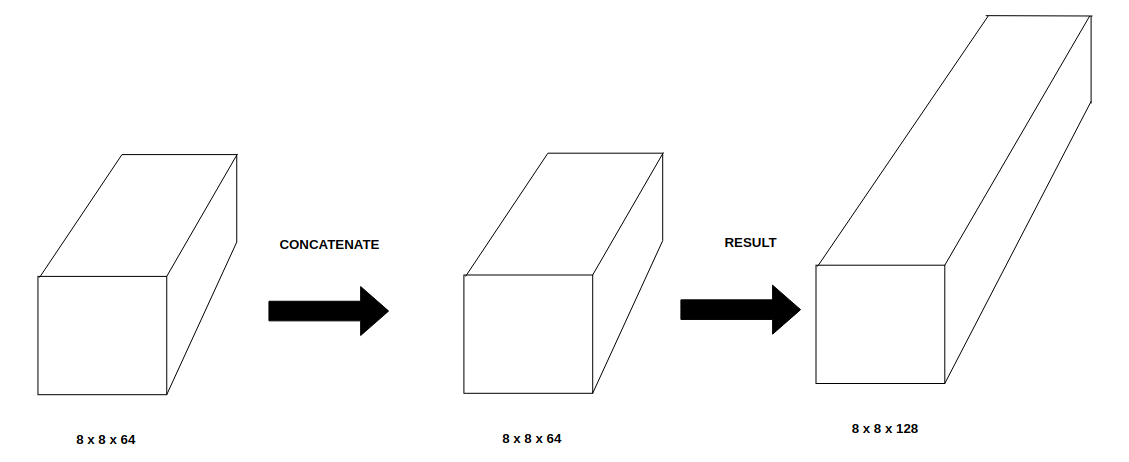 CONCATENATE
RESULT
8 x 8 x 64
8 x 8 x 64
8 x 8 x 128